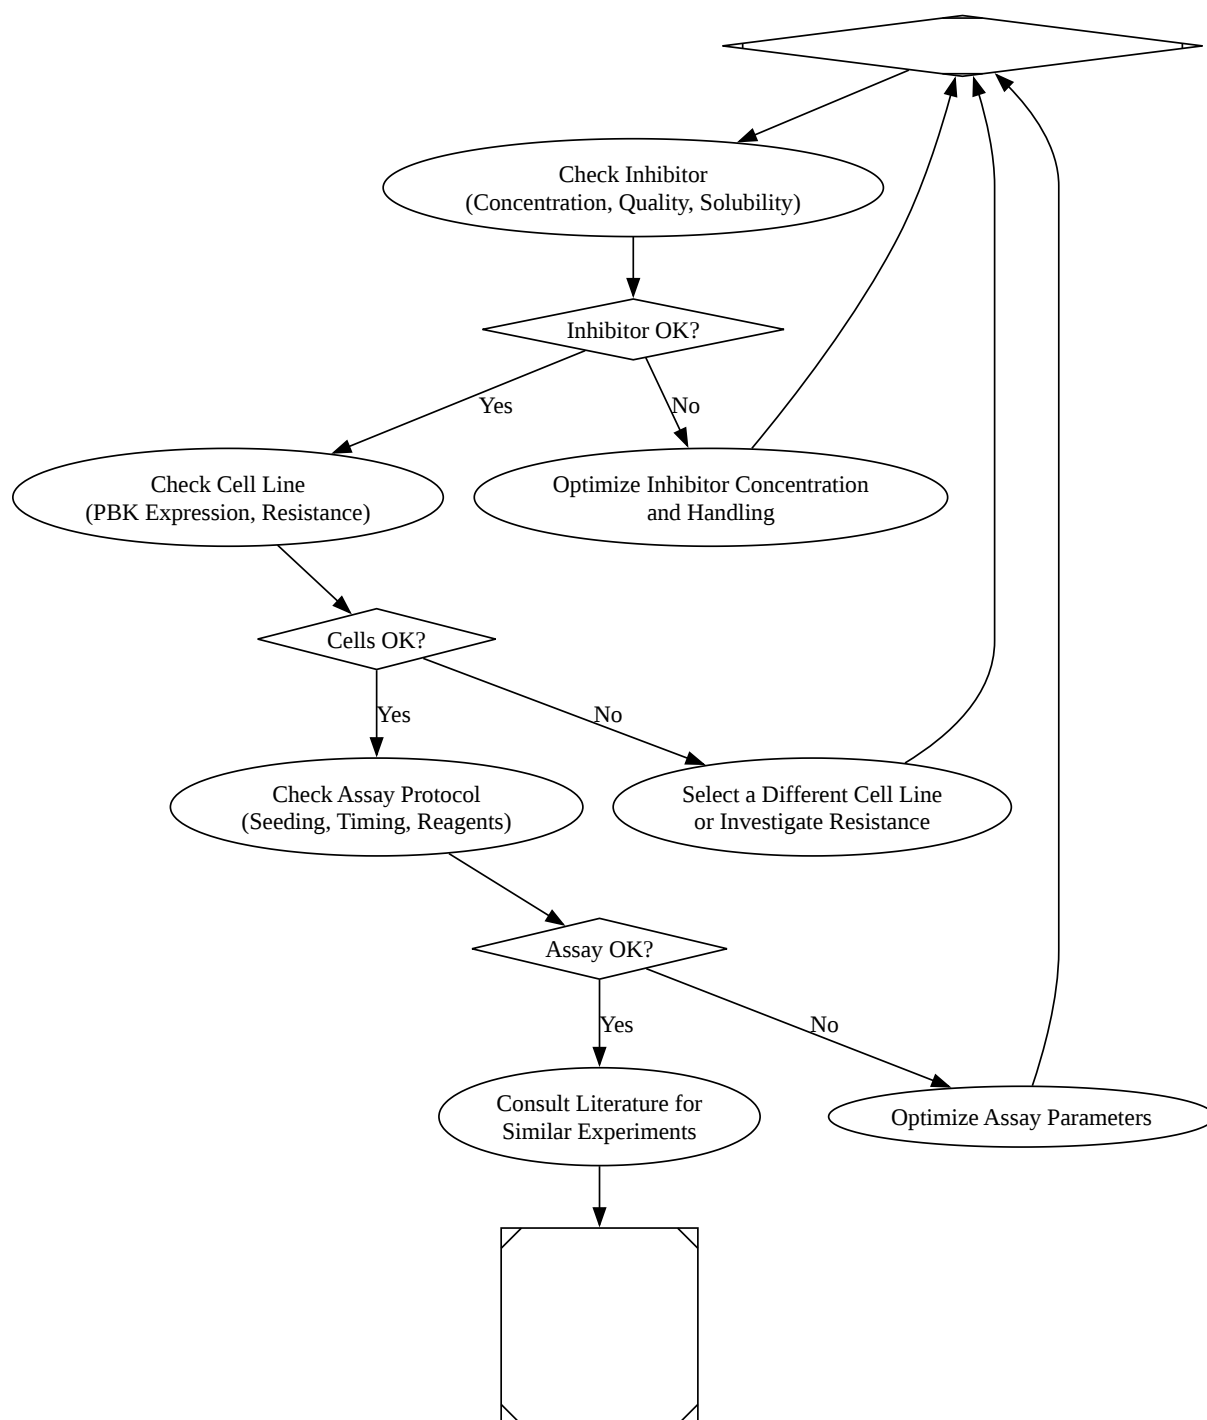 Check Inhibitor
(Concentration, Quality, Solubility)
Inhibitor OK?
Yes
No
Check Cell Line
(PBK Expression, Resistance)
Optimize Inhibitor Concentration
and Handling
Cells OK?
Yes
No
Check Assay Protocol
(Seeding, Timing, Reagents)
Select a Different Cell Line
or Investigate Resistance
Assay OK?
Yes
No
Consult Literature for
Similar Experiments
Optimize Assay Parameters